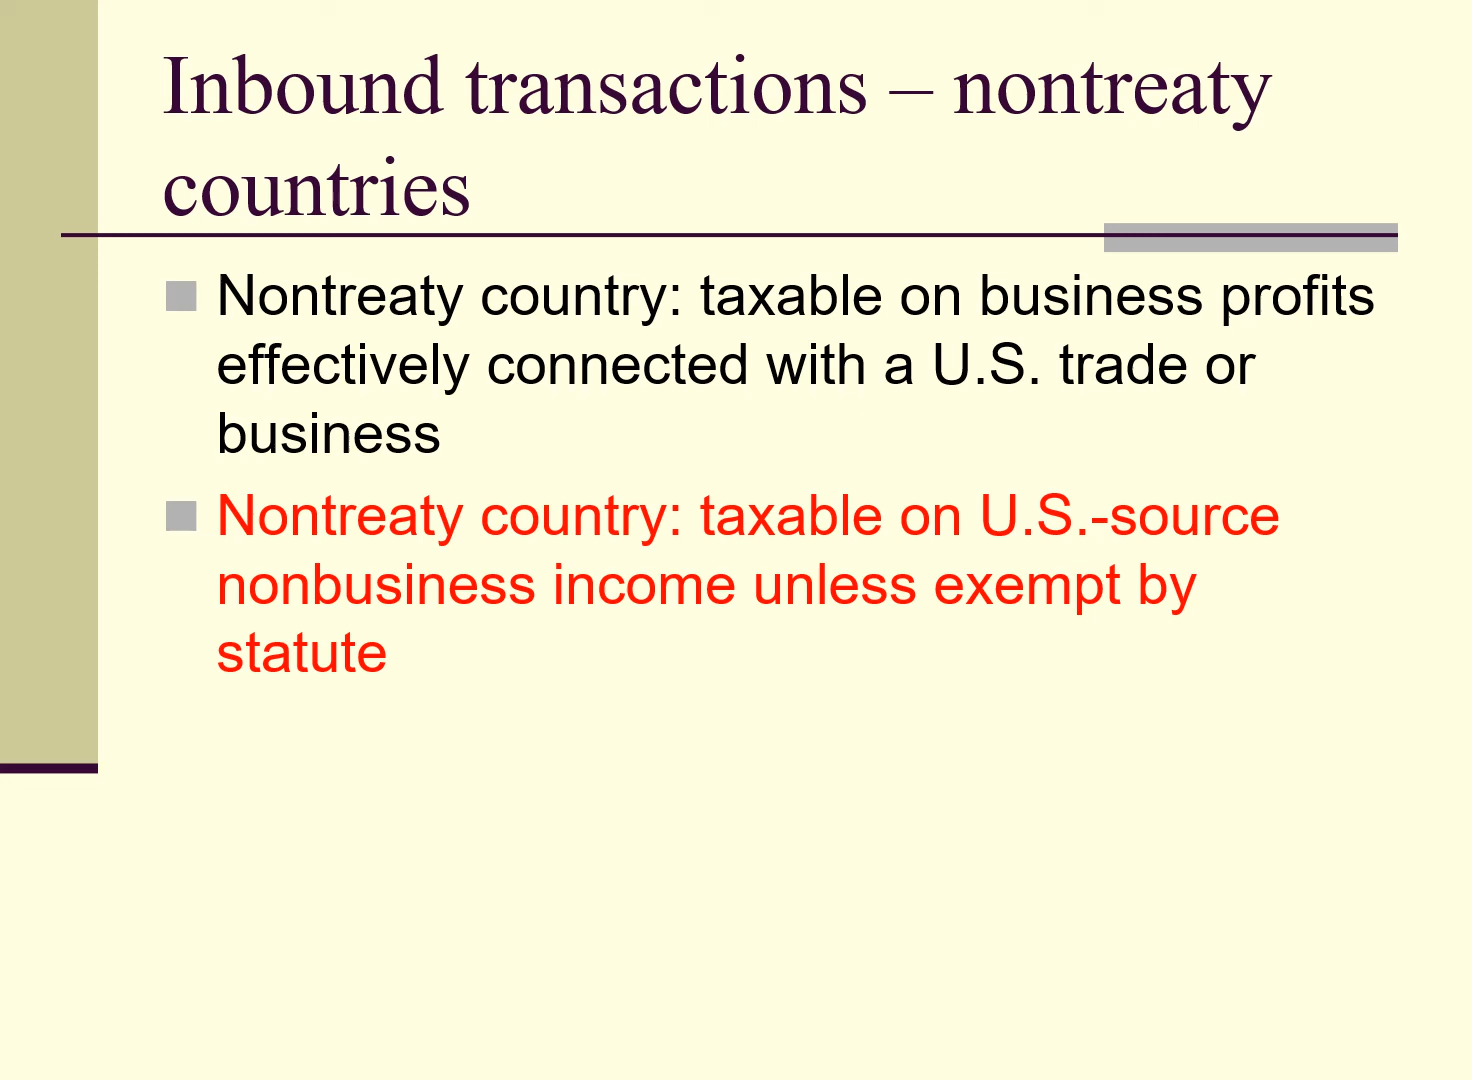 Inbound transactions – nontreaty
countries
Nontreaty country: taxable on business profits
effectively connected with a U.S. trade or
business
Nontreaty country: taxable on U.S.-source
nonbusiness income unless exempt by
statute